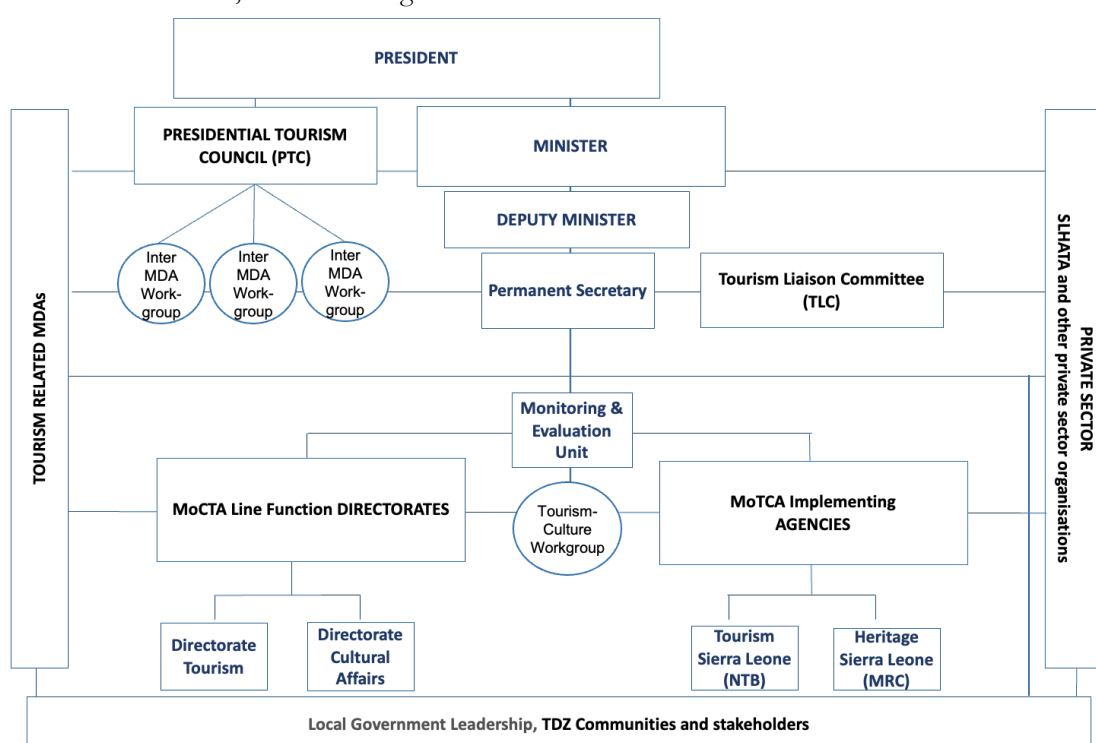 PRESIDENT
PRESIDENTIAL TOURISM
COUNCIL (PTC)
MINISTER
DEPUTY MINISTER
Inter
MDA
Work-
group
Inter
MDA
Work-
group
Inter
MDA
Work-
group
Permanent Secretary
Tourism Liaison Committee
(TLC)
TOURISM RELATED MDAs
PRIVATE SECTOR
SLHATA and other private sector organisations
Monitoring &
Evaluation
Unit
MoCTA Line Function DIRECTORATES
Tourism-
Culture
Workgroup
MoTCA Implementing
AGENCIES
Directorate
Tourism
Directorate
Cultural
Affairs
Tourism
Sierra Leone
(NTB)
Heritage
Sierra Leone
(MRC)
Local Government Leadership, TDZ Communities and stakeholders